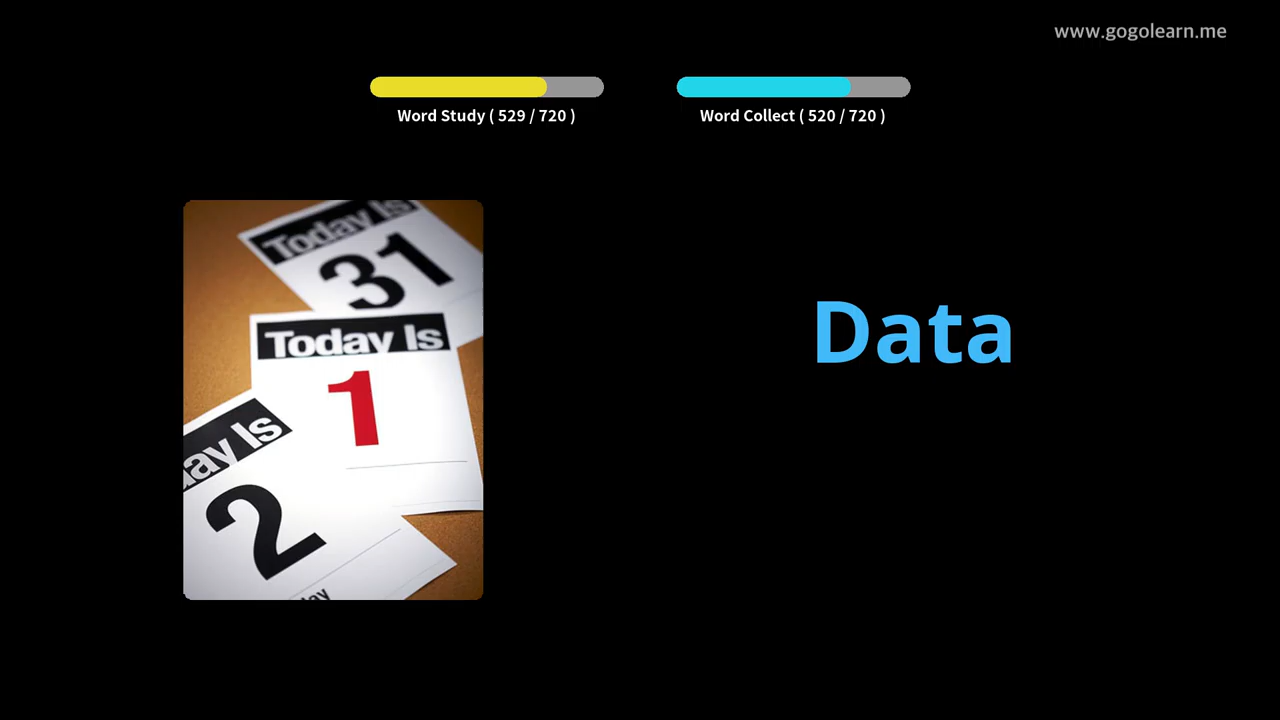 www.gogolearn.me
Word Study ( 529 / 720 )
Word Collect ( 520 / 720 )
Today Is
31
Today Is
1
ay Is
2
Data